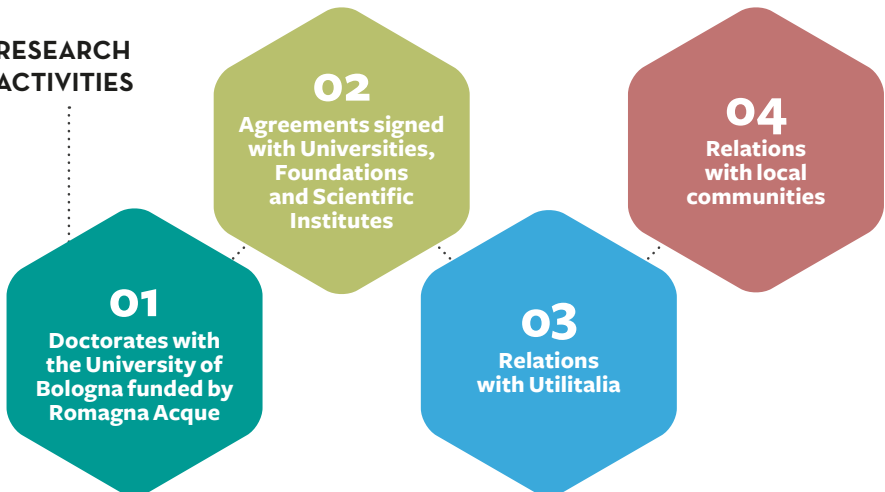 RESEARCH
ACTIVITIES
01
Doctorates with
the University of
Bologna funded by
Romagna Acque
02
Agreements signed
with Universities,
Foundations
and Scientific
Institutes
03
Relations
with Utilitalia
04
Relations
with local
communities